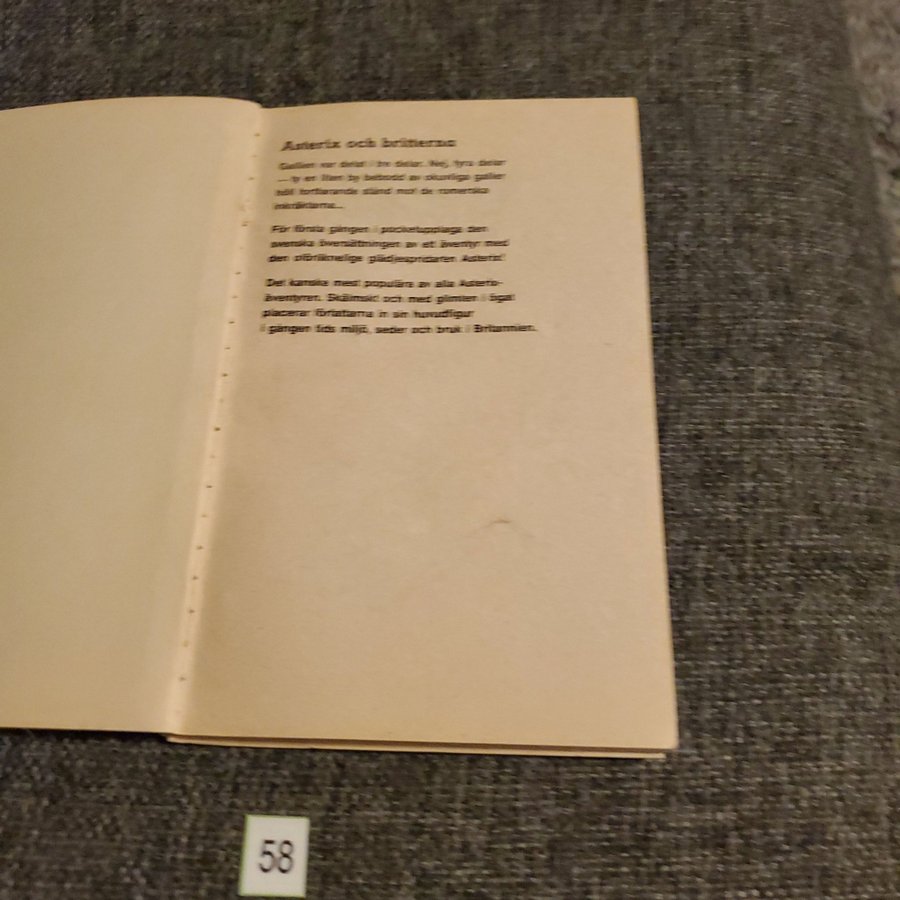 Asterix och britterna
Gallien var delat i tre delar. Nej, fyra delar
... ty en liten by bebodd av okuvliga galler
höll fortfarande stånd mot de romerska
inkräktarna...
För första gången i pocketupplaga den
svenska översättningen av ett äventyr med
den oförliknelige glädjespridaren Asterix!
Det kanske mest populära av alla Asterix-
äventyren. Skälmskt och med glimten i ögat
placerar författarna in sin huvudfigur
i gången tids miljö, seder och bruk i Britannien.
58